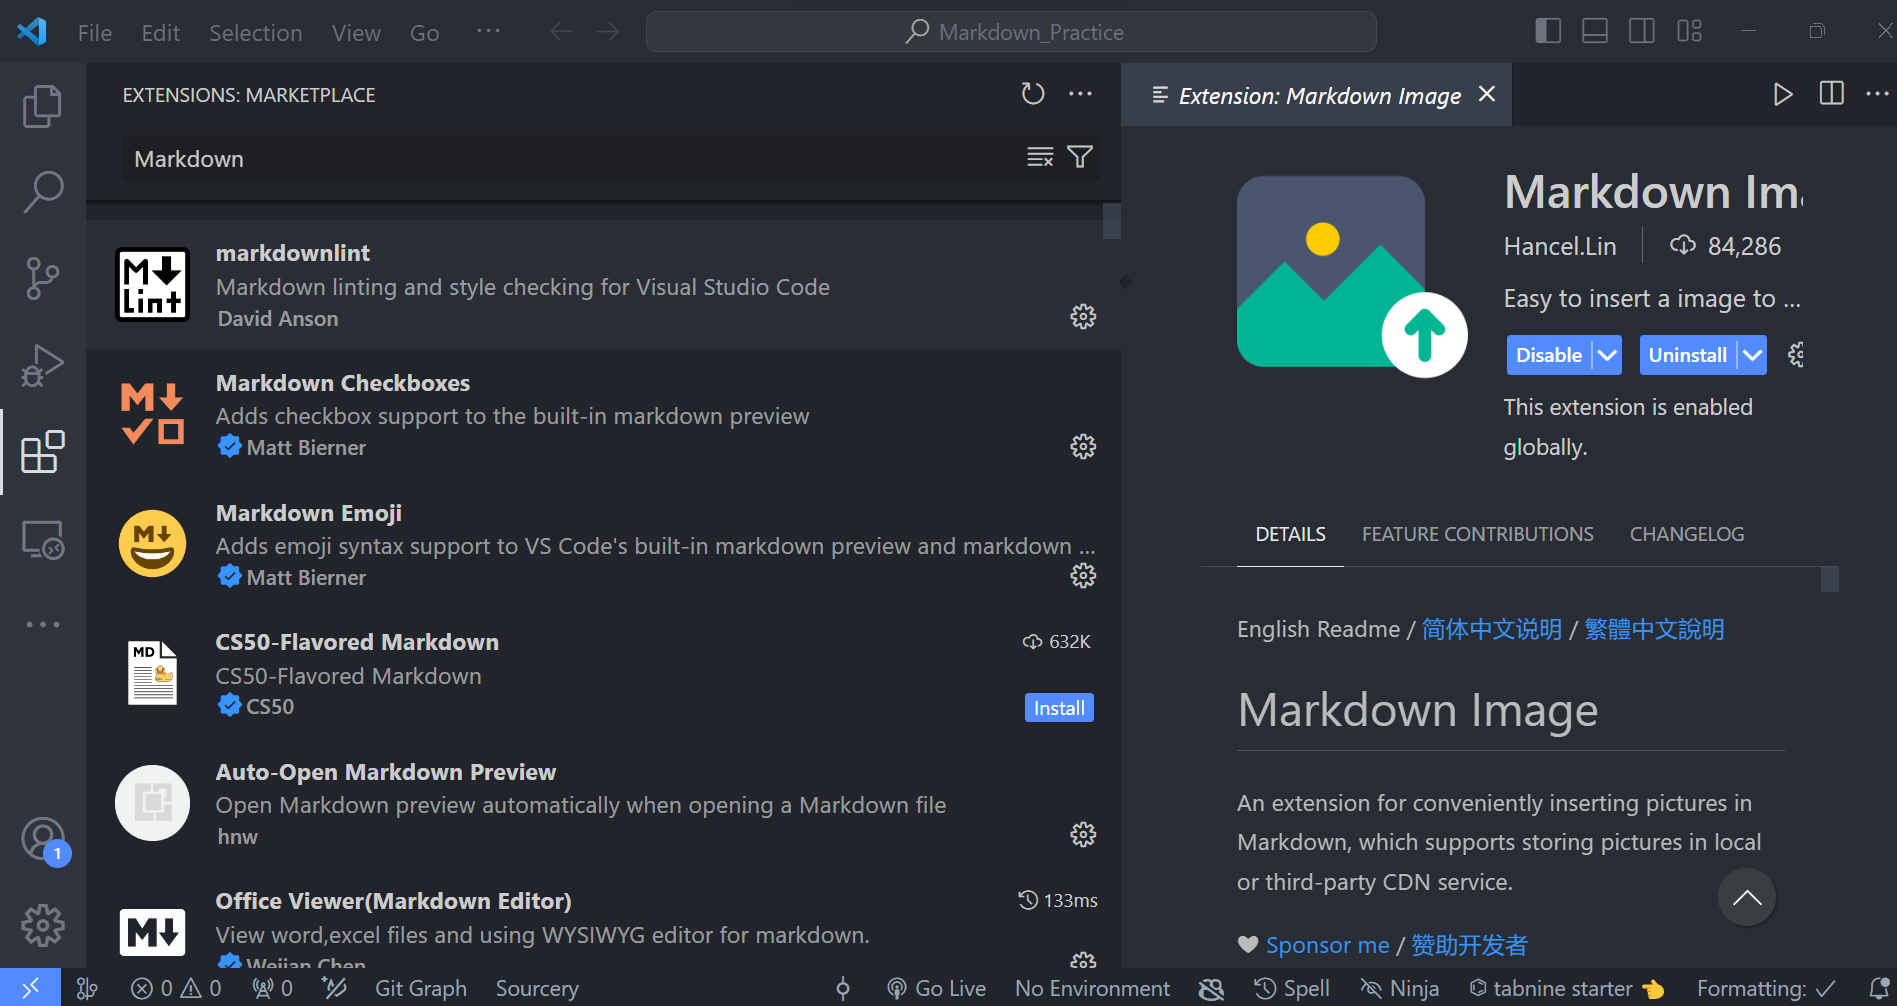 File Edit Selection View Go ··· Markdown_Practice
EXTENSIONS: MARKETPLACE
Markdown
M Lint
markdownlint
Markdown linting and style checking for Visual Studio Code
David Anson
M
Markdown Checkboxes
Adds checkbox support to the built-in markdown preview
Matt Bierner
M
Markdown Emoji
Adds emoji syntax support to VS Code's built-in markdown preview and markdown ...
Matt Bierner
MD
CS50-Flavored Markdown 632K
CS50-Flavored Markdown
CS50 Install
Auto-Open Markdown Preview
Open Markdown preview automatically when opening a Markdown file
hnw
M
Office Viewer(Markdown Editor) 133ms
View word,excel files and using WYSIWYG editor for markdown.
Weijian Chen
1
Extension: Markdown Image
Markdown Im
Hancel.Lin 84,286
Easy to insert a image to ...
Disable Uninstall
This extension is enabled
globally.
DETAILS FEATURE CONTRIBUTIONS CHANGELOG
English Readme / 简体中文说明 / 繁體中文說明
Markdown Image
An extension for conveniently inserting pictures in
Markdown, which supports storing pictures in local
or third-party CDN service.
Sponsor me / 赞助开发者
0 0 0 Git Graph Sourcery Go Live No Environment Spell Ninja tabnine starter Formatting: